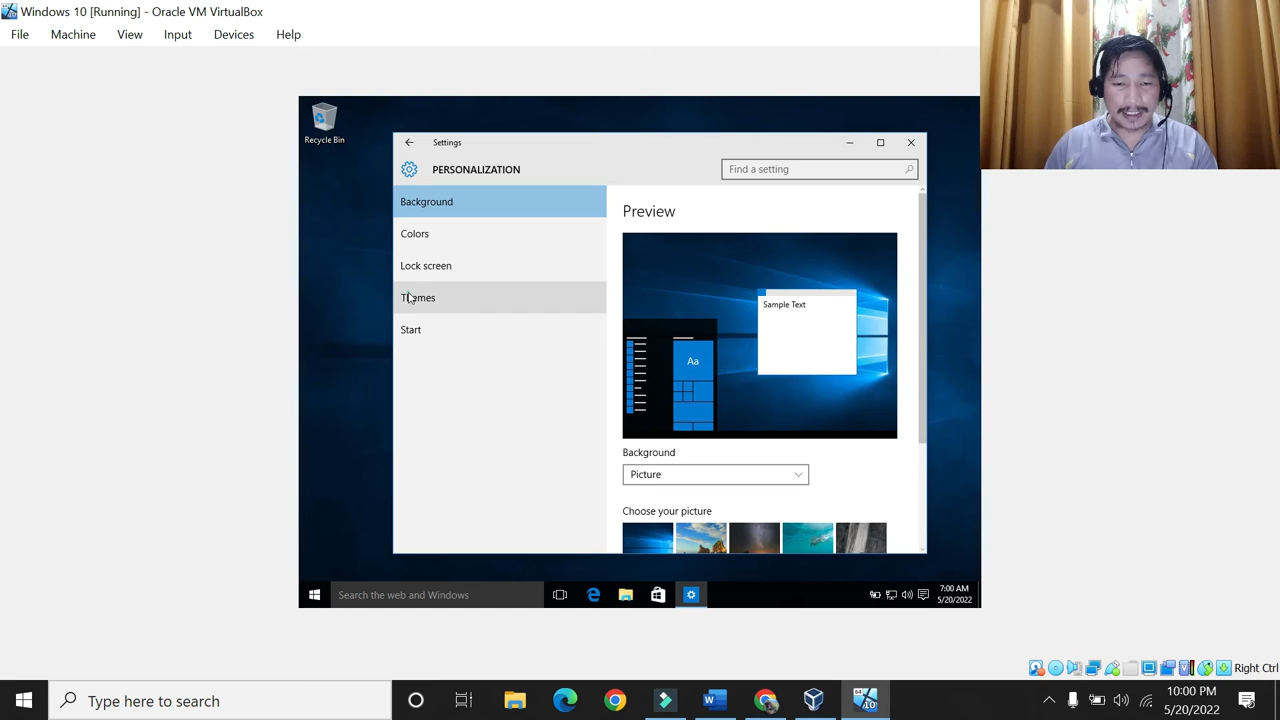 Windows 10 [Running] - Oracle VM VirtualBox
File Machine View Input Devices Help
Recycle Bin
Settings
PERSONALIZATION
Find a setting
Background
Colors
Lock screen
Themes
Start
Preview
Sample Text
Aa
Background
Picture
Choose your picture
Search the web and Windows
7:00 AM
5/20/2022
Right Ctrl
Type here to search
64
10
10:00 PM
5/20/2022